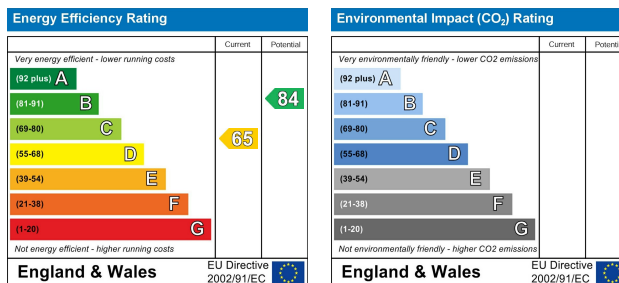 Energy Efficiency Rating
Current Potential
Very energy efficient - lower running costs
(92 plus) A
(81-91) B
84
(69-80) C
65
(55-68) D
(39-54) E
(21-38) F
(1-20) G
Not energy efficient - higher running costs
England & Wales
EU Directive
2002/91/EC
Environmental Impact (CO₂) Rating
Current Potential
Very environmentally friendly - lower CO2 emissions
(92 plus) A
(81-91) B
(69-80) C
(55-68) D
(39-54) E
(21-38) F
(1-20) G
Not environmentally friendly - higher CO2 emissions
England & Wales
EU Directive
2002/91/EC